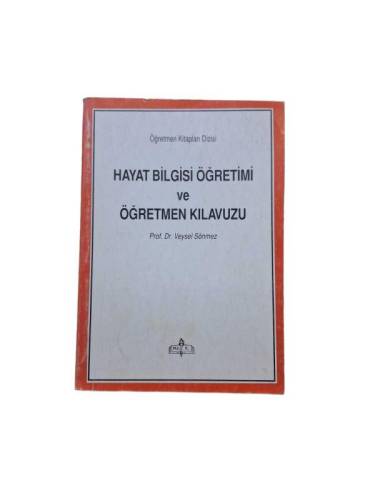 Öğretmen Kitapları Dizisi
HAYAT BİLGİSİ ÖĞRETİMİ
ve
ÖĞRETMEN KILAVUZU
Prof. Dr. Veysel Sönmez